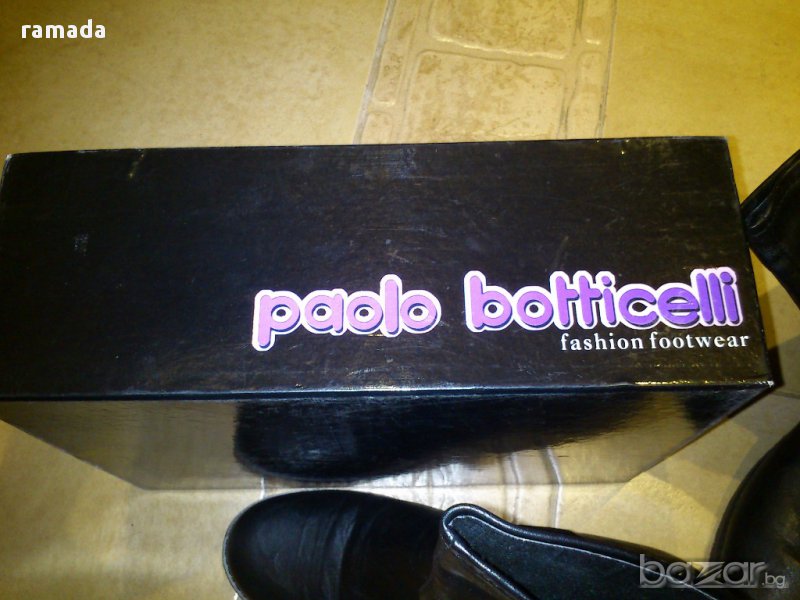 ramada
paolo botticelli
fashion footwear
bazar.bg